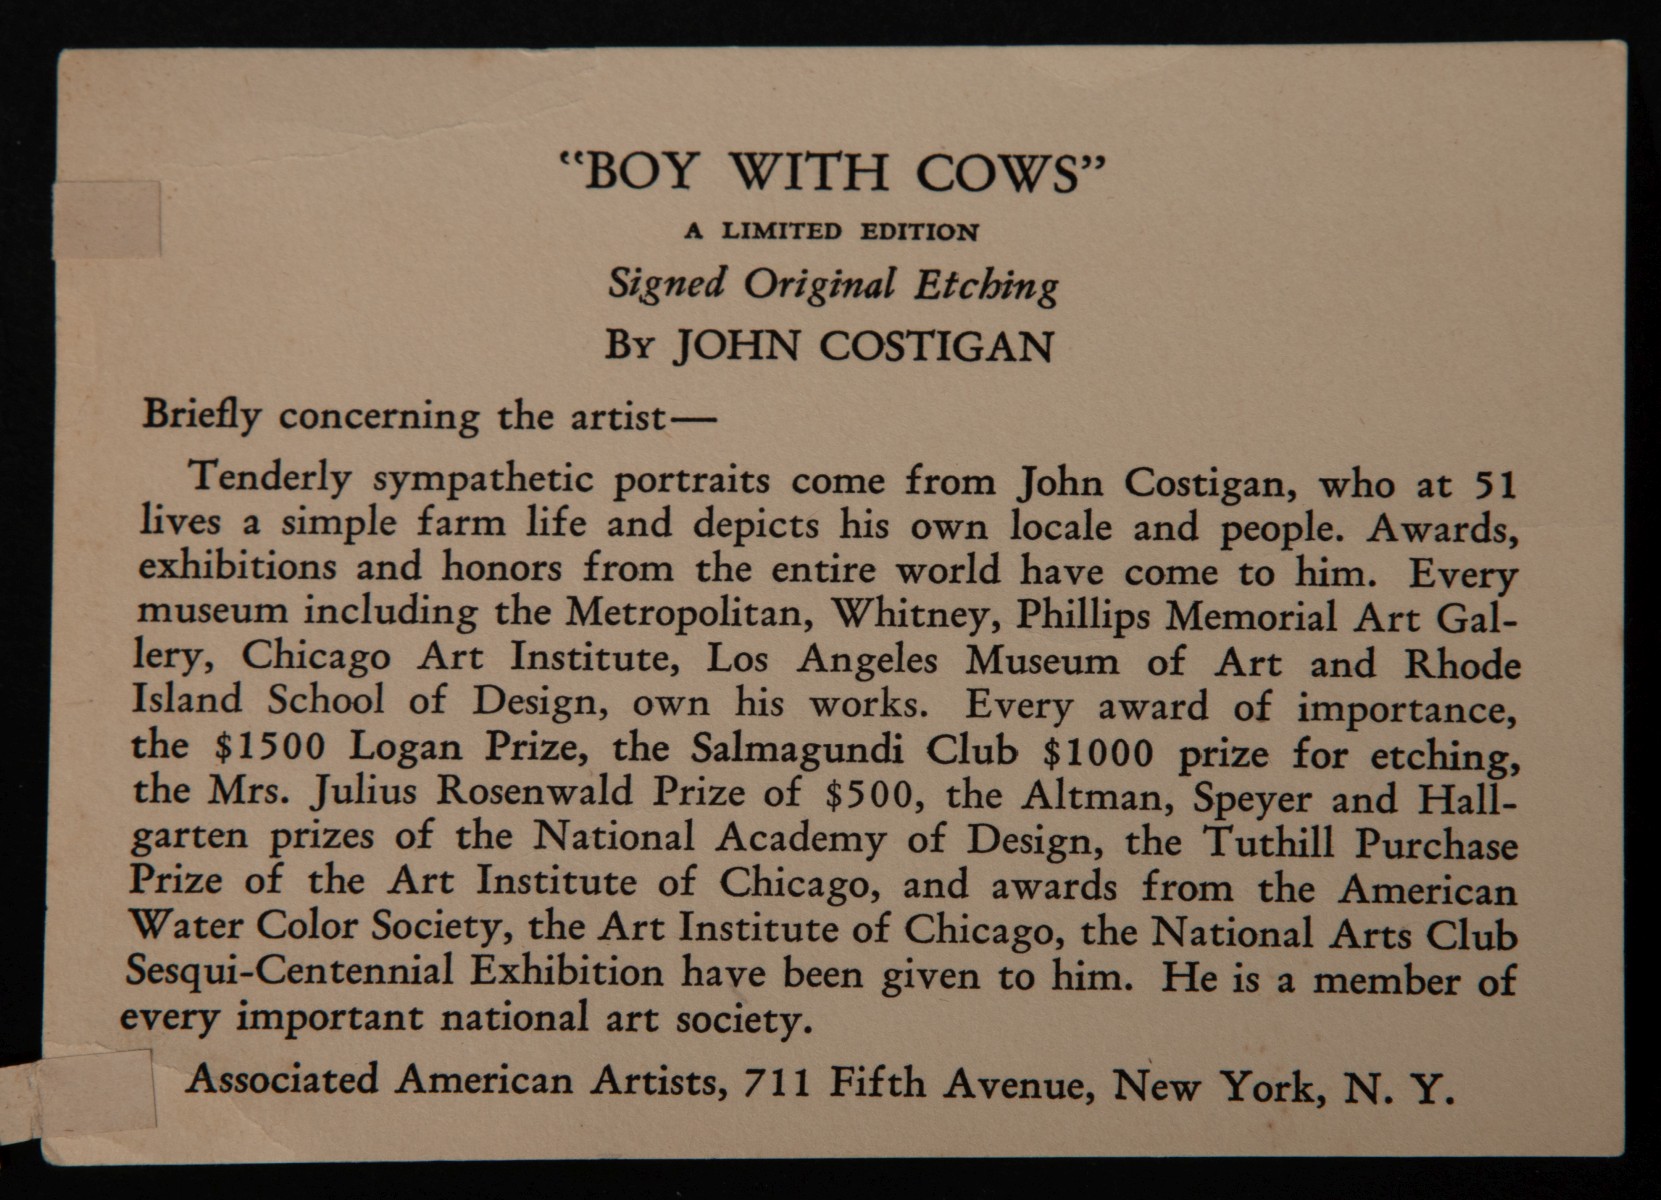 “BOY WITH COWS”
A LIMITED EDITION
Signed Original Etching
By JOHN COSTIGAN
Briefly concerning the artist—
Tenderly sympathetic portraits come from John Costigan, who at 51
lives a simple farm life and depicts his own locale and people. Awards,
exhibitions and honors from the entire world have come to him. Every
museum including the Metropolitan, Whitney, Phillips Memorial Art Gal-
lery, Chicago Art Institute, Los Angeles Museum of Art and Rhode
Island School of Design, own his works. Every award of importance,
the $1500 Logan Prize, the Salmagundi Club $1000 prize for etching,
the Mrs. Julius Rosenwald Prize of $500, the Altman, Speyer and Hall-
garten prizes of the National Academy of Design, the Tuthill Purchase
Prize of the Art Institute of Chicago, and awards from the American
Water Color Society, the Art Institute of Chicago, the National Arts Club
Sesqui-Centennial Exhibition have been given to him. He is a member of
every important national art society.
Associated American Artists, 711 Fifth Avenue, New York, N. Y.